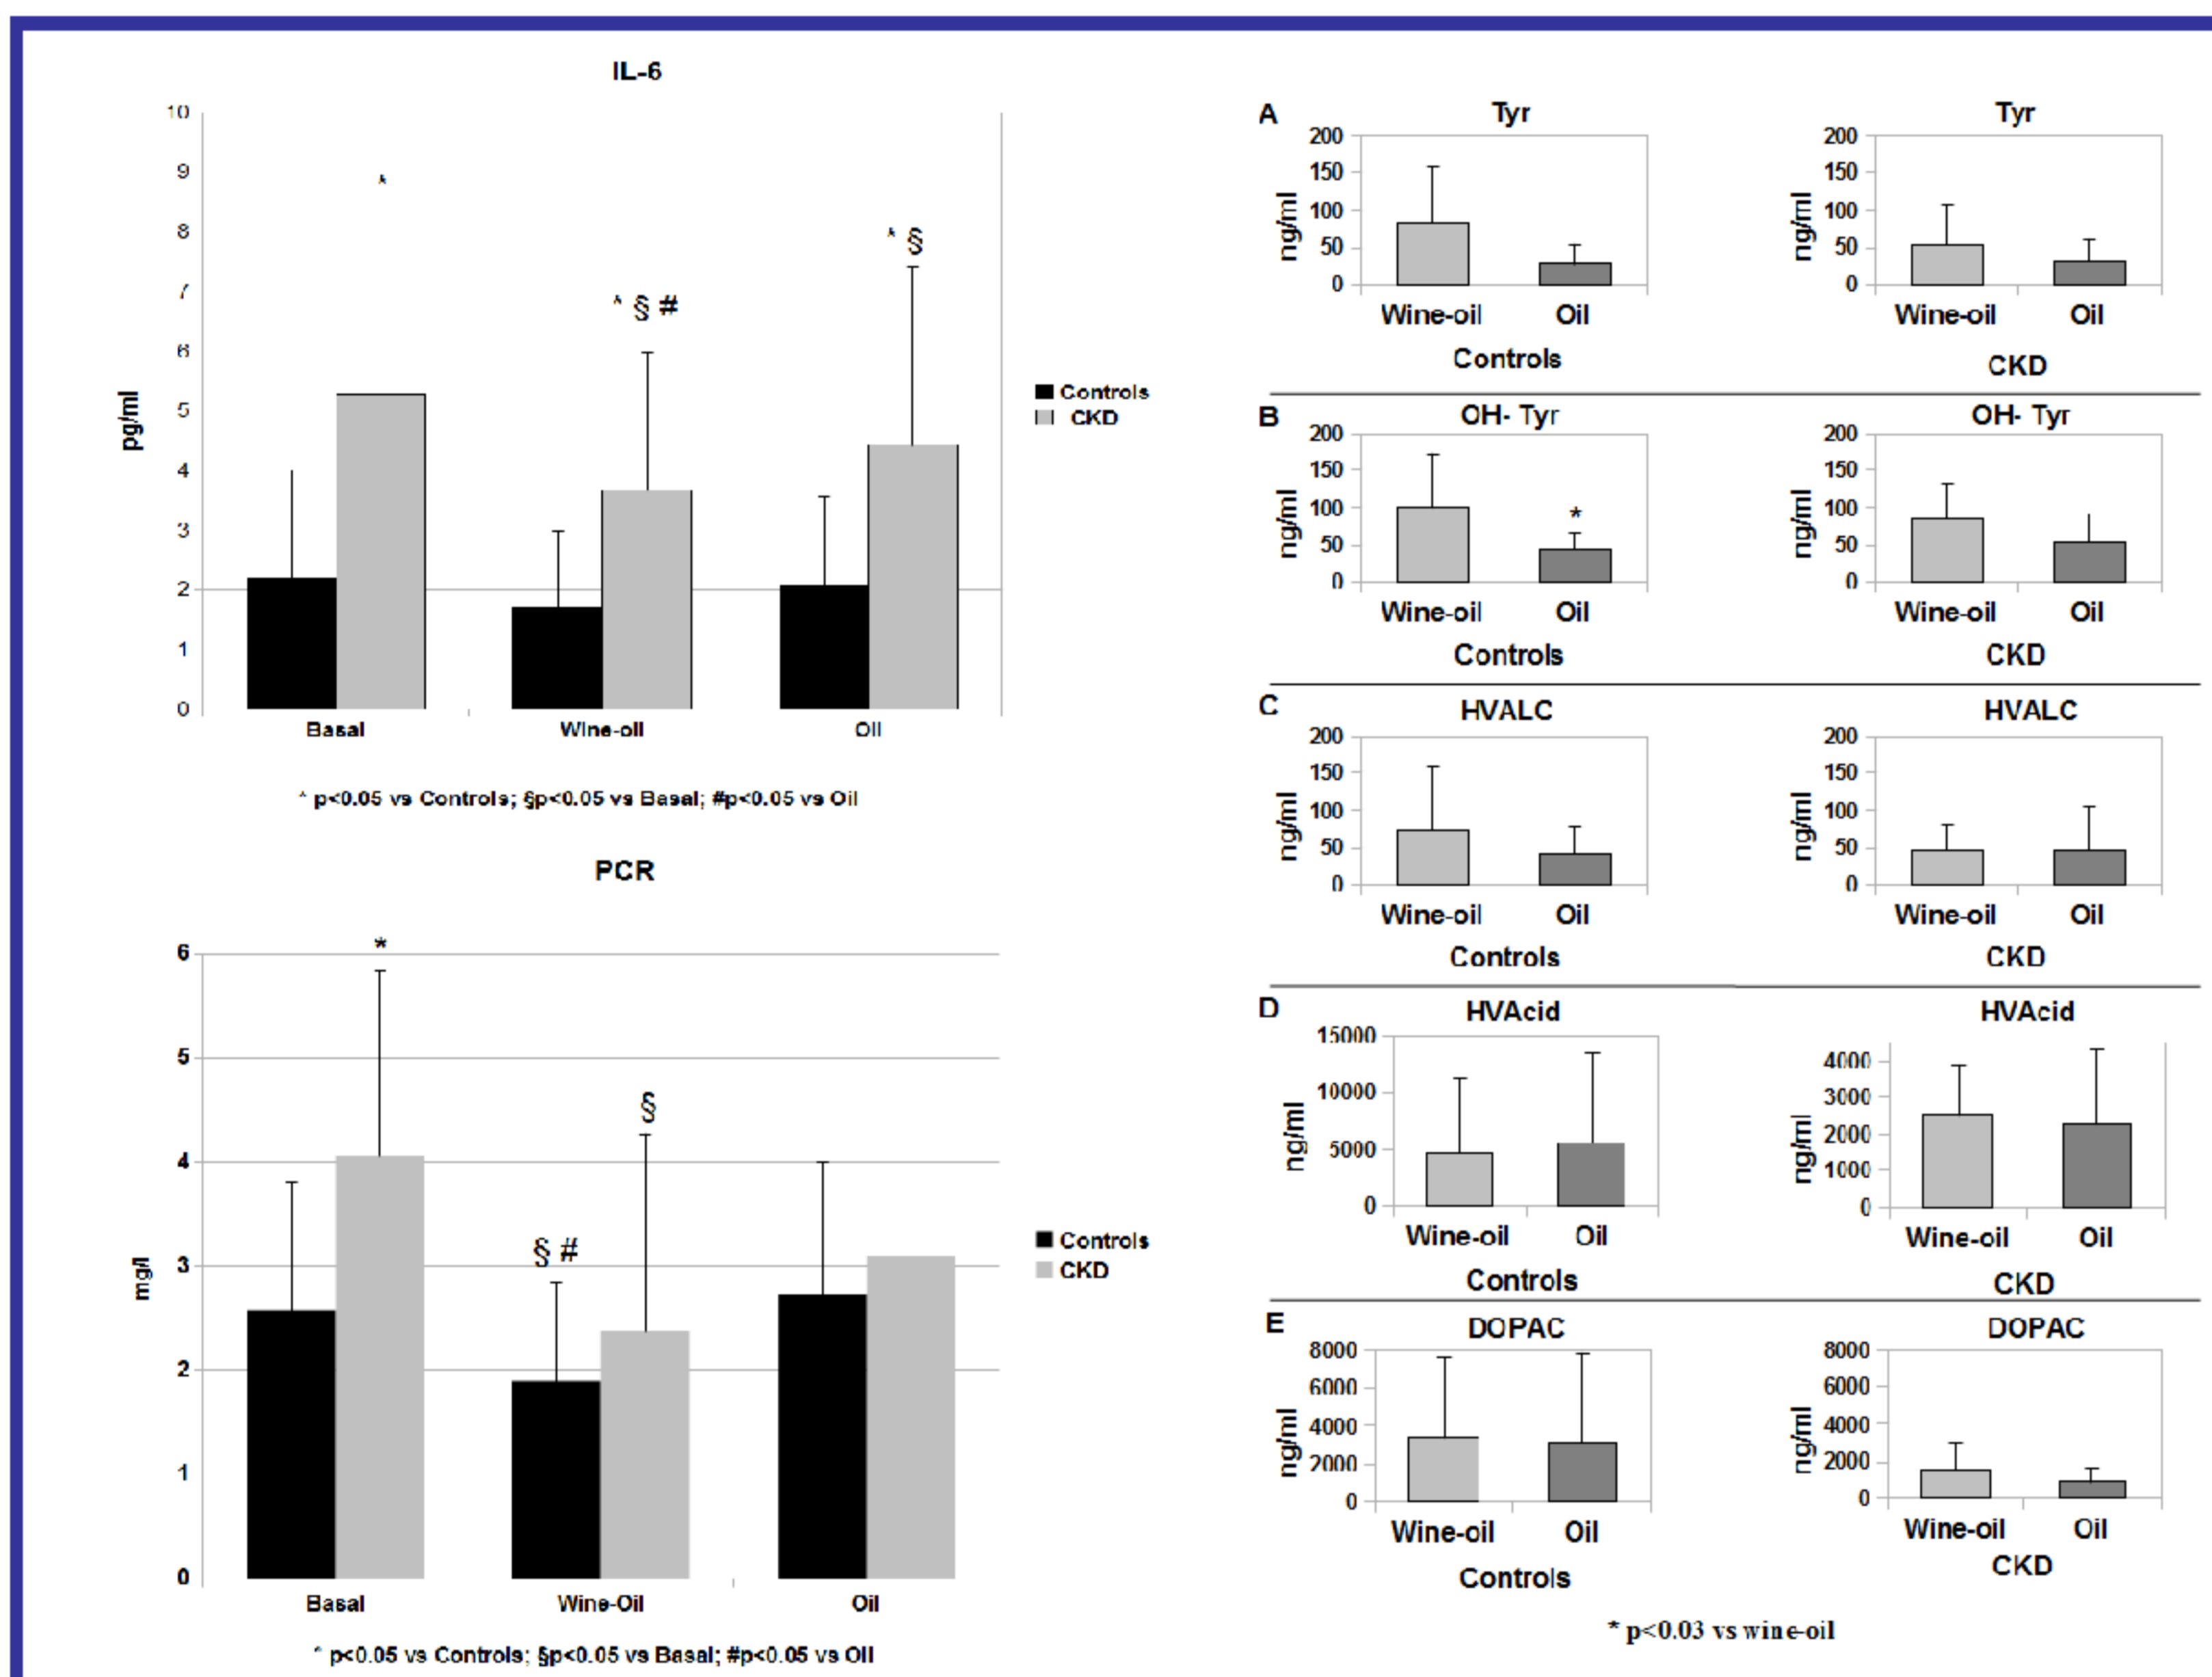 IL-6
10
9
8
7
6
5
4
3
2
1
0
pg/ml
*
* § #
* §
Controls
CKD
Basal Wine-oil Oil
* p<0.05 vs Controls; §p<0.05 vs Basal; #p<0.05 vs Oil
PCR
6
5
4
3
2
1
0
mg/l
*
§ #
§
Controls
CKD
Basal Wine-Oil Oil
* p<0.05 vs Controls; §p<0.05 vs Basal; #p<0.05 vs Oil
A
Tyr
200
150
100
50
0
ng/ml
Wine-oil Oil
Controls
Tyr
200
150
100
50
0
ng/ml
Wine-oil Oil
CKD
B
OH- Tyr
200
150
100
50
0
ng/ml
*
Wine-oil Oil
Controls
OH- Tyr
200
150
100
50
0
ng/ml
Wine-oil Oil
CKD
C
HVALC
200
150
100
50
0
ng/ml
Wine-oil Oil
Controls
HVALC
200
150
100
50
0
ng/ml
Wine-oil Oil
CKD
D
HVAcid
15000
10000
5000
0
ng/ml
Wine-oil Oil
Controls
HVAcid
4000
3000
2000
1000
0
ng/ml
Wine-oil Oil
CKD
E
DOPAC
8000
6000
4000
2000
0
ng/ml
Wine-oil Oil
Controls
DOPAC
8000
6000
4000
2000
0
ng/ml
Wine-oil Oil
CKD
* p<0.03 vs wine-oil